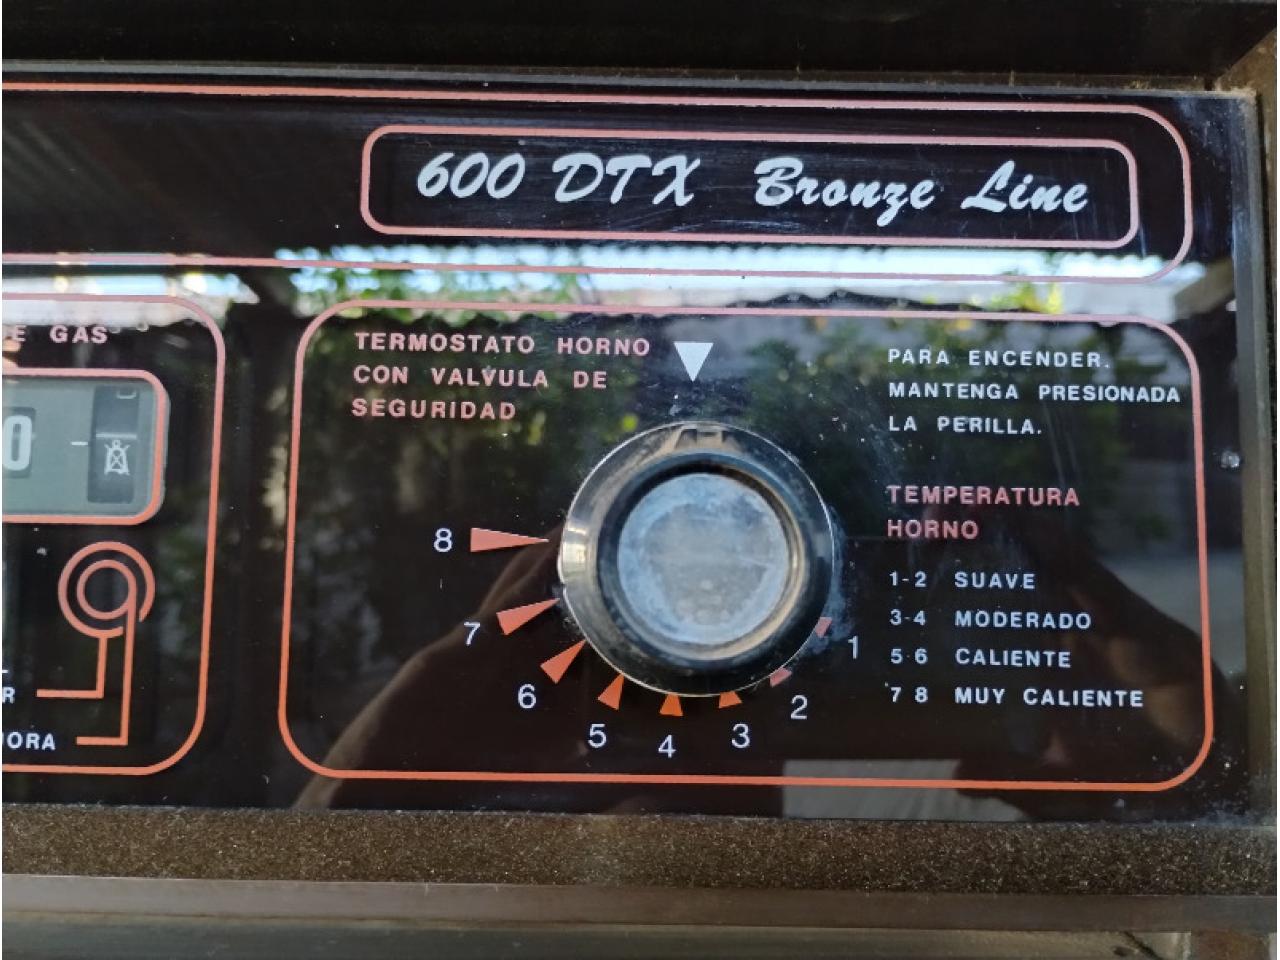 600 DTX Bronze Line
E GAS
0
R
HORA
TERMOSTATO HORNO
CON VALVULA DE
SEGURIDAD
8
7
6
5
4
3
2
1
PARA ENCENDER.
MANTENGA PRESIONADA
LA PERILLA.
TEMPERATURA
HORNO
1-2 SUAVE
3-4 MODERADO
5-6 CALIENTE
7 8 MUY CALIENTE